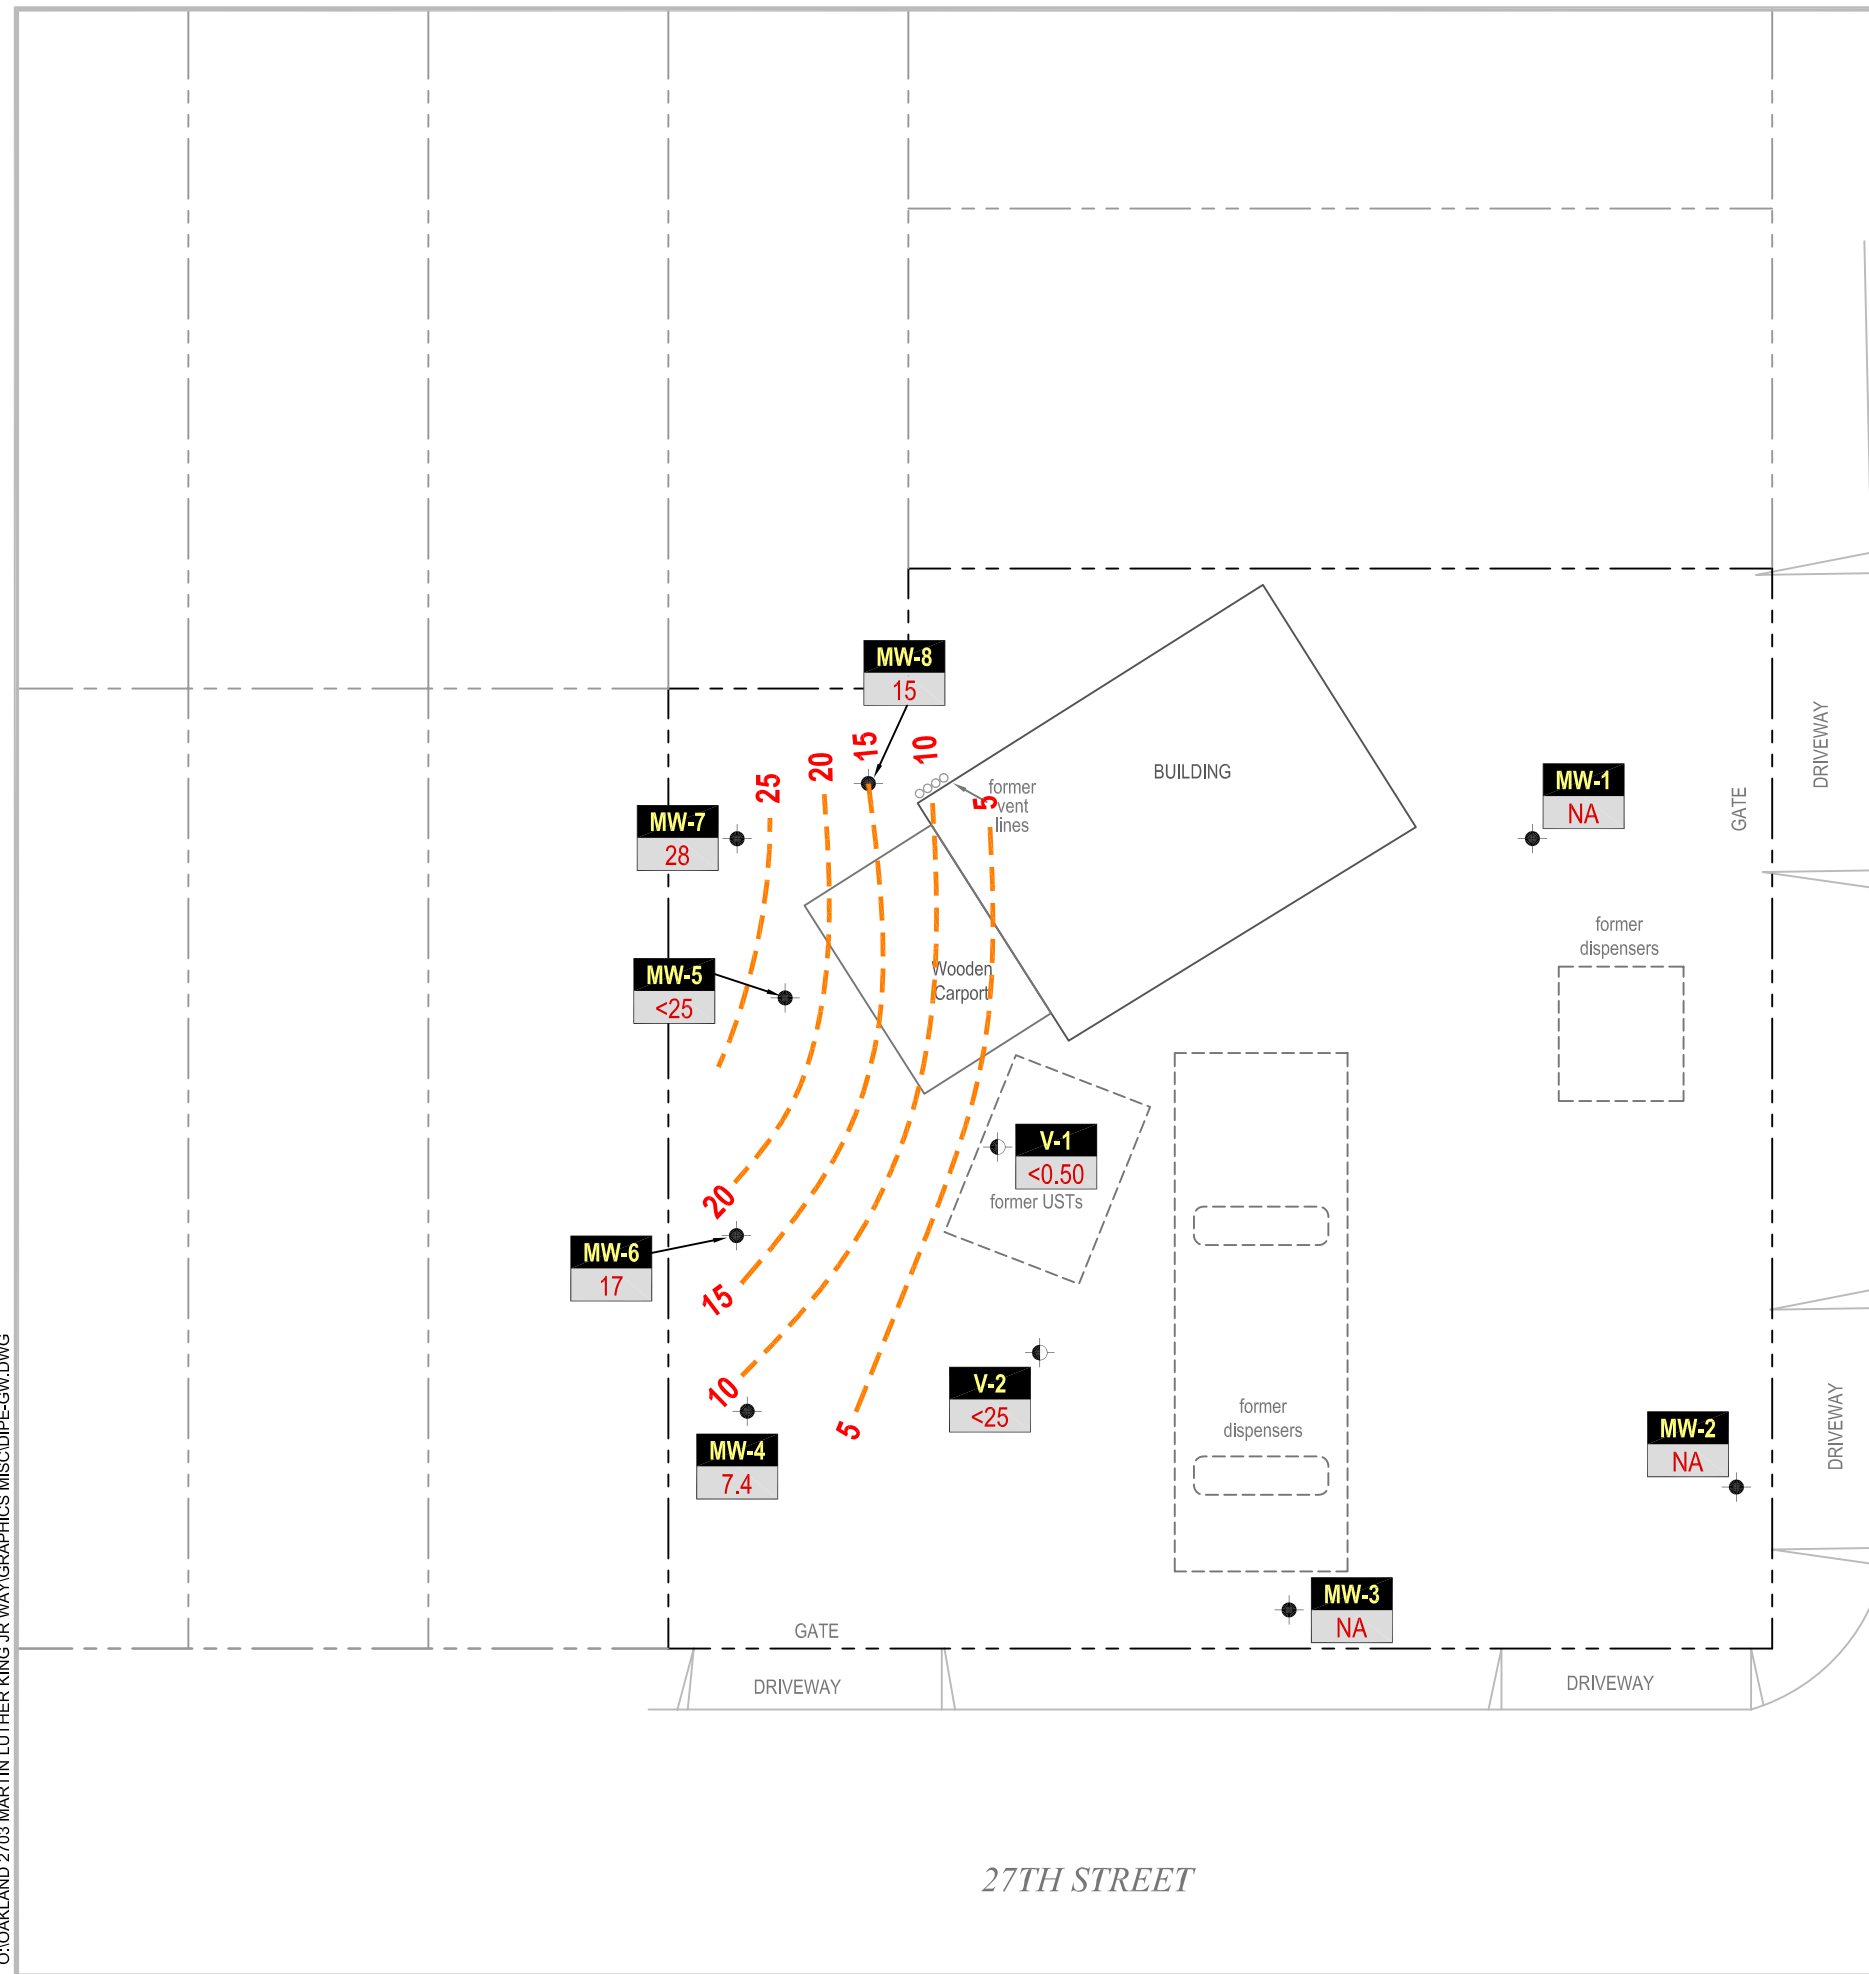 MW-8
15
25
20
15
10
5
former
vent
lines
BUILDING
MW-1
NA
GATE
DRIVEWAY
MW-7
28
former
dispensers
MW-5
<25
Wooden
Carport
V-1
<0.50
former USTs
20
MW-6
17
15
10
5
MW-4
7.4
V-2
<25
former
dispensers
MW-2
NA
DRIVEWAY
MW-3
NA
GATE
DRIVEWAY
DRIVEWAY
27TH STREET
O:\OAKLAND 2703 MARTIN LUTHER KING JR WAY\GRAPHICS MISC\DIPE-GW.DWG